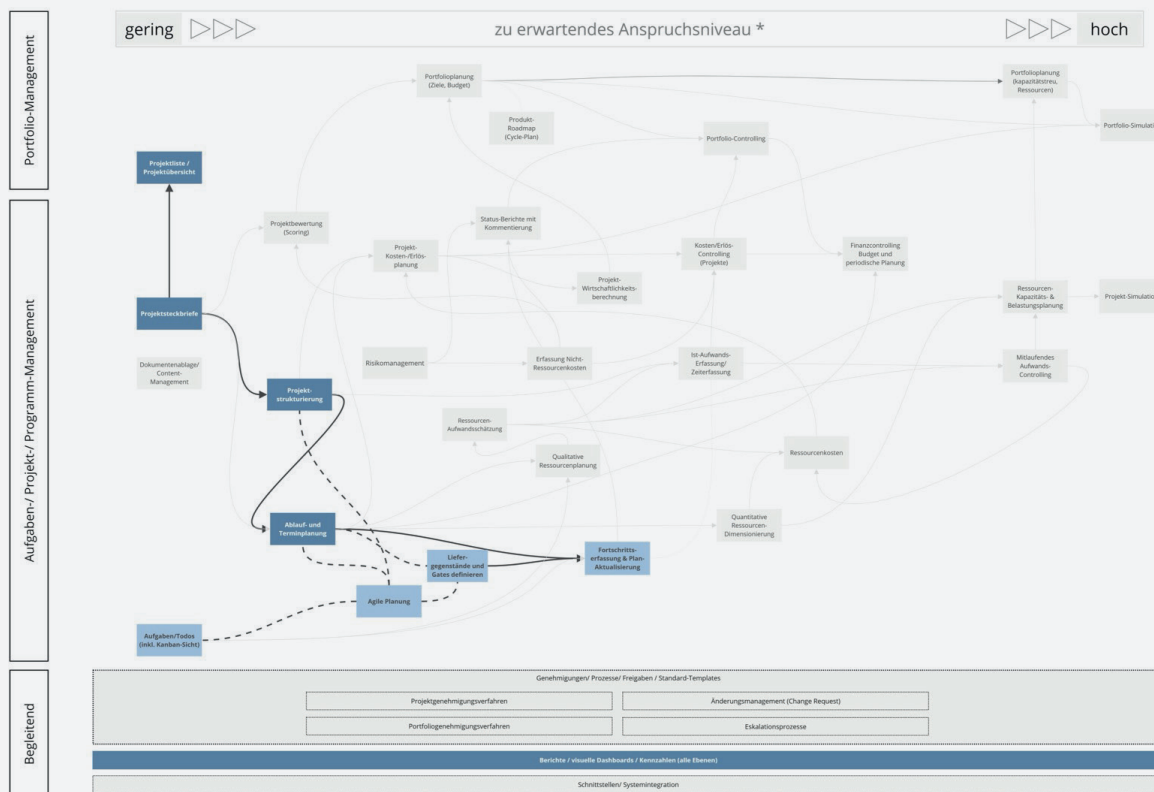 Portfolio-Management
gering
zu erwartendes Anspruchsniveau *
hoch
Portfolioplanung
(Ziele, Budget)
Portfolioplanung
(kapazitätstreu,
Ressourcen)
Produkt-
Roadmap
(Cycle-Plan)
Portfolio-Controlling
Portfolio-Simulatio
Projektliste /
Projektübersicht
Aufgaben-/ Projekt-/ Programm-Management
Projektbewertung
(Scoring)
Status-Berichte mit
Kommentierung
Projekt-
Kosten-/Erlös-
planung
Kosten/Erlös-
Controlling
(Projekte)
Finanzcontrolling
Budget und
periodische Planung
Projekt-
Wirtschaftlichkeits-
berechnung
Ressourcen-
Kapazitäts- &
Belastungsplanung
Projekt-Simulation
Projektsteckbriefe
Dokumentenablage/
Content-
Management
Risikomanagement
Erfassung Nicht-
Ressourcenkosten
Ist-Aufwands-
Erfassung/
Zeiterfassung
Mitlaufendes
Aufwands-
Controlling
Projekt-
strukturierung
Ressourcen-
Aufwandsschätzung
Qualitative
Ressourcenplanung
Ressourcenkosten
Ablauf- und
Terminplanung
Quantitative
Ressourcen-
Dimensionierung
Liefer-
gegenstände und
Gates definieren
Fortschritts-
erfassung & Plan-
Aktualisierung
Agile Planung
Aufgaben/Todos
(inkl. Kanban-Sicht)
Begleitend
Genehmigungen/ Prozesse/ Freigaben / Standard-Templates
Projektgenehmigungsverfahren
Änderungsmanagement (Change Request)
Portfoliogenehmigungsverfahren
Eskalationsprozesse
Berichte / visuelle Dashboards / Kennzahlen (alle Ebenen)
Schnittstellen/ Systemintegration